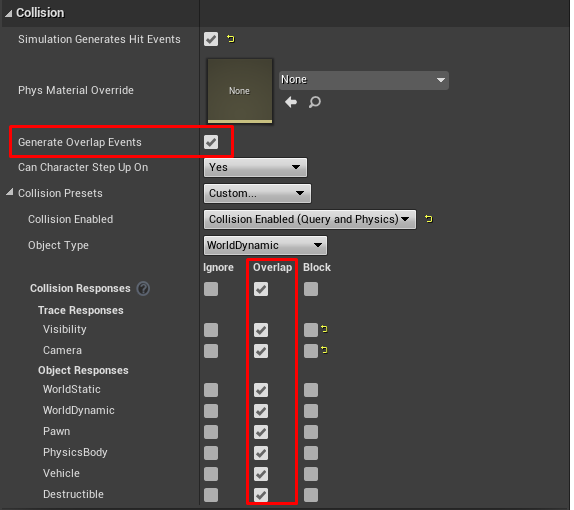 Collision
Simulation Generates Hit Events
Phys Material Override
None
None
Generate Overlap Events
Can Character Step Up On
Yes
Collision Presets
Custom...
Collision Enabled
Collision Enabled (Query and Physics)
Object Type
WorldDynamic
Ignore Overlap Block
Collision Responses ?
Trace Responses
Visibility
Camera
Object Responses
WorldStatic
WorldDynamic
Pawn
PhysicsBody
Vehicle
Destructible